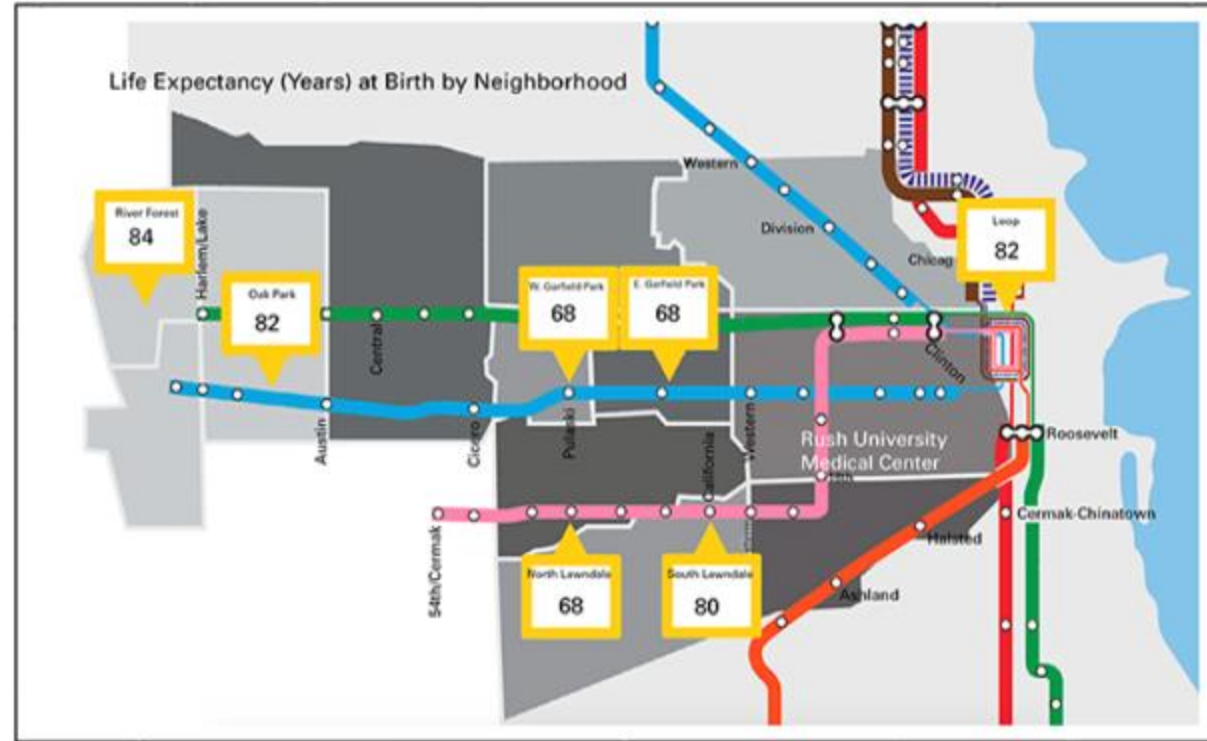 Life Expectancy (Years) at Birth by Neighborhood
Western
River Forest
84
Harlem/Lake
Division
Loop
82
Chicag
Oak Park
82
W. Garfield Park
68
E. Garfield Park
68
Central
Clinton
Austin
Cicero
Pulaski
California
Western
Rush University
Medical Center
Roosevelt
54th/Cermak
Cermak-Chinatown
Halsted
North Lawndale
68
South Lawndale
80
Ashland